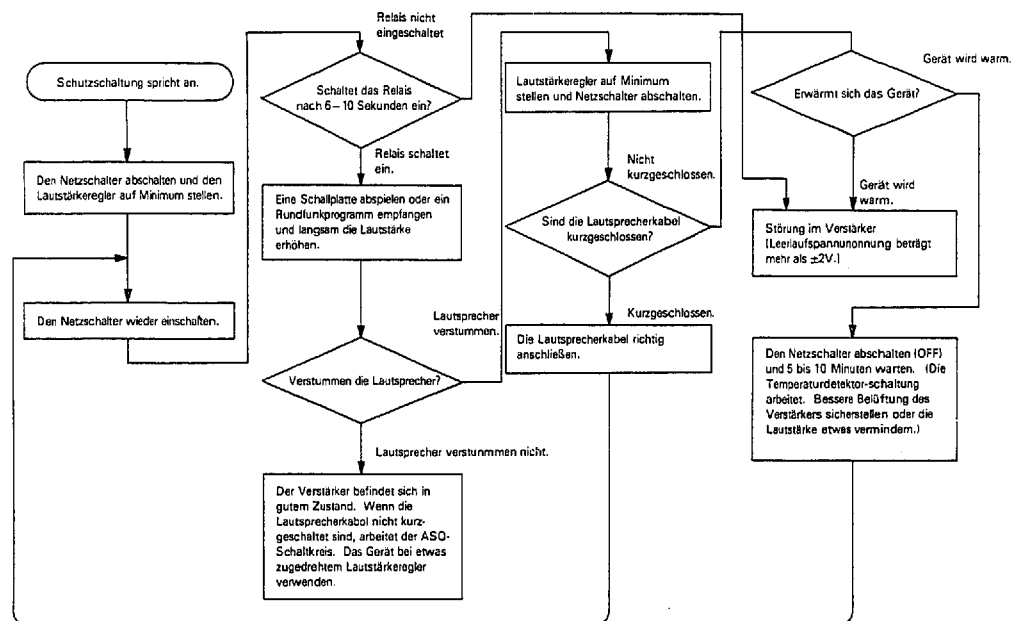 Schutzschaltung spricht an.
Den Netzschalter abschalten und den
Lautstärkeregler auf Minimum stellen.
Den Netzschalter wieder einschaften.
Relais nicht
eingeschaltet
Schaltet das Relais
nach 6–10 Sekunden ein?
Relais schaltet
ein.
Eine Schallplatte abspielen oder ein
Rundfunkprogramm empfangen
und langsam die Lautstärke
erhöhen.
Lautsprecher
verstummen.
Verstummen die Lautsprecher?
Lautsprecher verstunmmen nicht.
Der Verstärker befindet sich in
gutem Zustand. Wenn die
Lautsprecherkabol nicht kurz-
geschaltet sind, arbeitet der ASO-
Schaltkreis. Das Gerät bei etwas
zugedrehtem Lautstärkeregler
verwenden.
Lautstärkeregler auf Minimum
stellen und Netzschalter abschalten.
Nicht
kurzgeschlossen.
Sind die Lautsprecherkabel
kurzgeschlossen?
Kurzgeschlossen.
Die Lautsprecherkabel richtig
anschließen.
Gerät wird warm.
Erwärmt sich das Gerät?
Gerät wird
warm.
Störung im Verstärker
(Leerlaufspannunonnung beträgt
mehr als ±2V.)
Den Netzschalter abschalten (OFF)
und 5 bis 10 Minuten warten. (Die
Temperaturdetektor-schaltung
arbeitet. Bessere Belüftung des
Verstärkers sicherstellen oder die
Lautstärke etwas vermindern.)